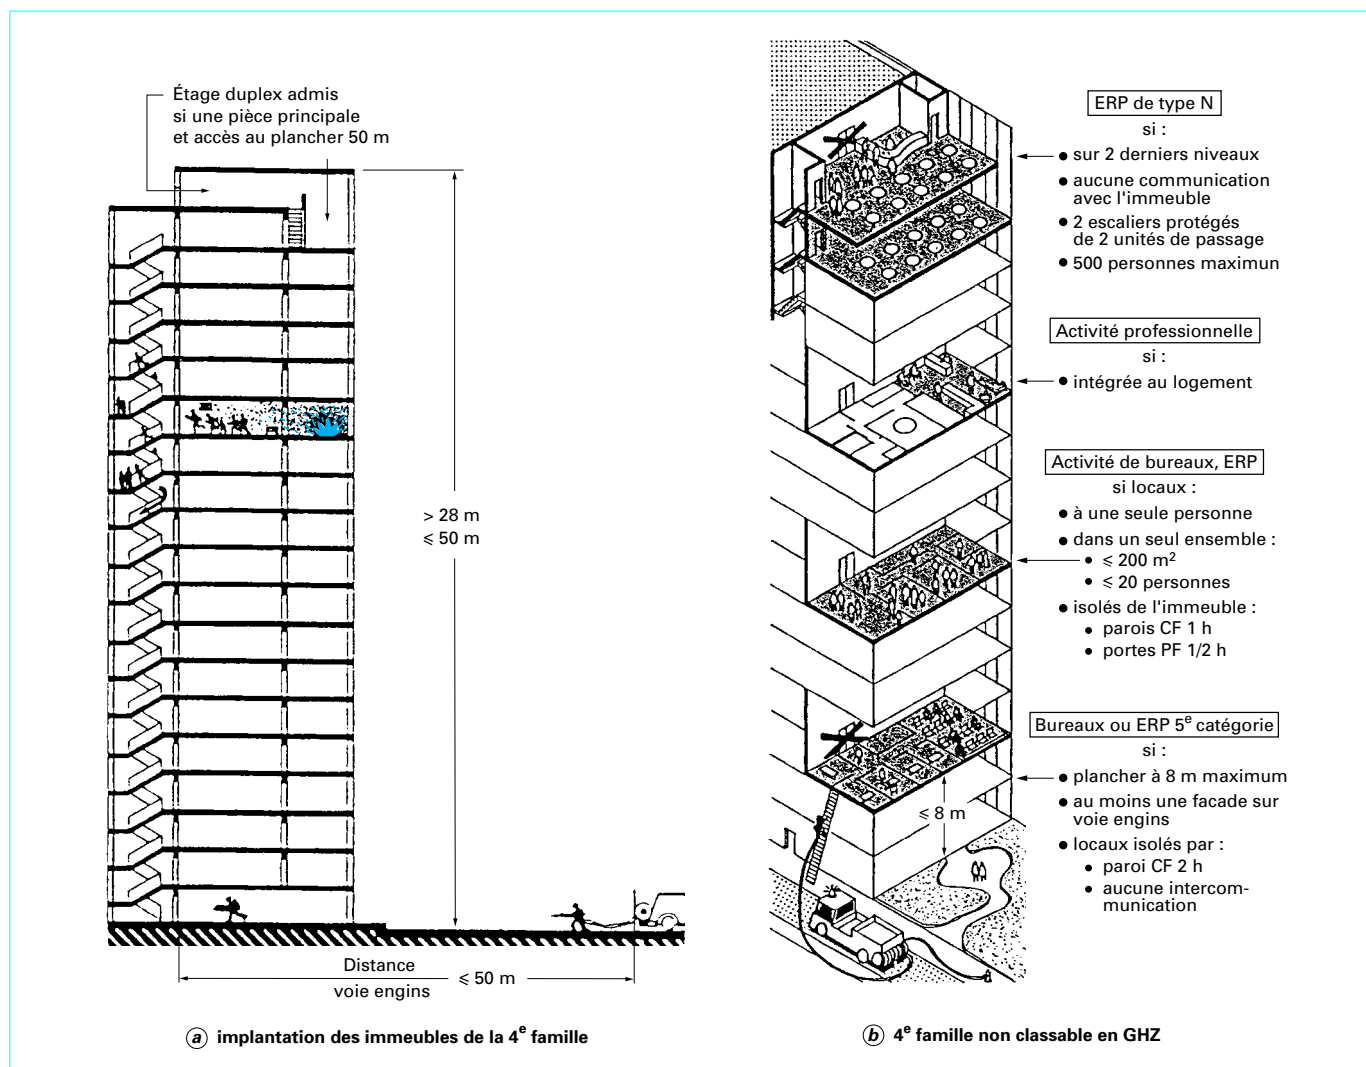 Étage duplex admis
si une pièce principale
et accès au plancher 50 m
> 28 m
⩽ 50 m
Distance
voie engins
⩽ 50 m
a implantation des immeubles de la 4e famille
ERP de type N
si :
• sur 2 derniers niveaux
• aucune communication
avec l'immeuble
• 2 escaliers protégés
de 2 unités de passage
• 500 personnes maximun
Activité professionnelle
si :
• intégrée au logement
Activité de bureaux, ERP
si locaux :
• à une seule personne
• dans un seul ensemble :
• ⩽ 200 m²
• ⩽ 20 personnes
• isolés de l'immeuble :
• parois CF 1 h
• portes PF 1/2 h
Bureaux ou ERP 5e catégorie
si :
• plancher à 8 m maximum
• au moins une facade sur
voie engins
• locaux isolés par :
• paroi CF 2 h
• aucune intercom-
munication
⩽ 8 m
b 4e famille non classable en GHZ